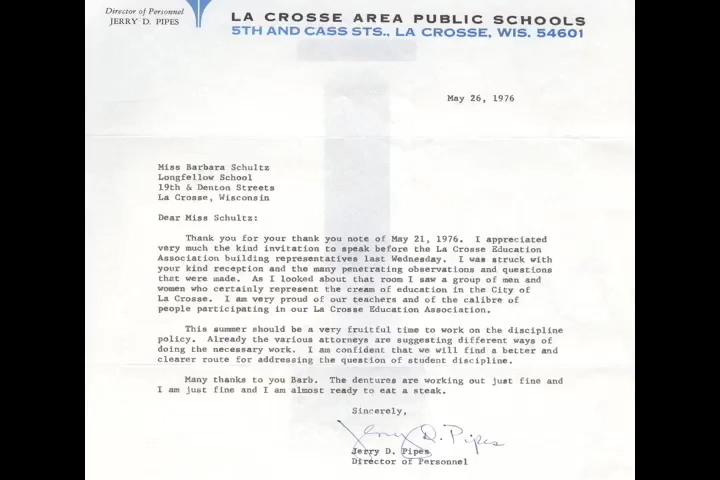 Director of Personnel
JERRY D. PIPES
LA CROSSE AREA PUBLIC SCHOOLS
5TH AND CASS STS., LA CROSSE, WIS. 54601
May 26, 1976
Miss Barbara Schultz
Longfellow School
19th & Denton Streets
La Crosse, Wisconsin
Dear Miss Schultz:
Thank you for your thank you note of May 21, 1976. I appreciated
very much the kind invitation to speak before the La Crosse Education
Association building representatives last Wednesday. I was struck with
your kind reception and the many penetrating observations and questions
that were made. As I looked about that room I saw a group of men and
women who certainly represent the cream of education in the City of
La Crosse. I am very proud of our teachers and of the calibre of
people participating in our La Crosse Education Association.
This summer should be a very fruitful time to work on the discipline
policy. Already the various attorneys are suggesting different ways of
doing the necessary work. I am confident that we will find a better and
clearer route for addressing the question of student discipline.
Many thanks to you Barb. The dentures are working out just fine and
I am just fine and I am almost ready to eat a steak.
Sincerely,
Jerry D. Pipes
Jerry D. Pipes
Director of Personnel